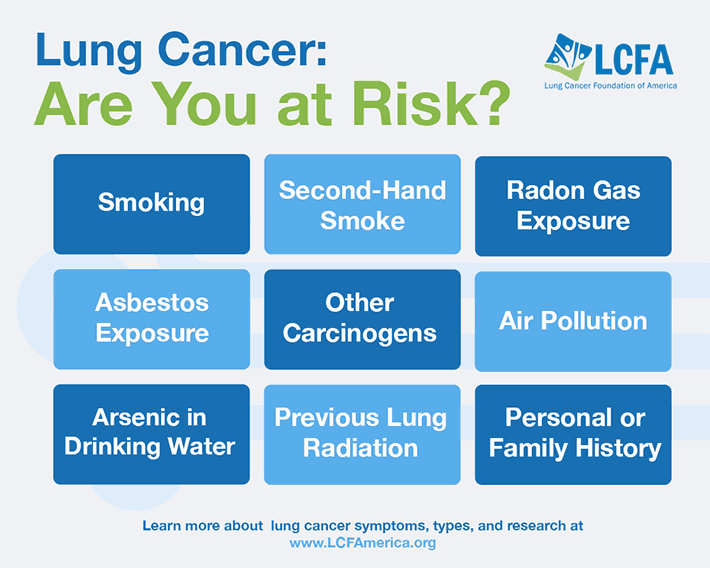 Lung Cancer:
Are You at Risk?
LCFA
Lung Cancer Foundation of America
Smoking
Second-Hand
Smoke
Radon Gas
Exposure
Asbestos
Exposure
Other
Carcinogens
Air Pollution
Arsenic in
Drinking Water
Previous Lung
Radiation
Personal or
Family History
Learn more about lung cancer symptoms, types, and research at
www.LCFAmerica.org